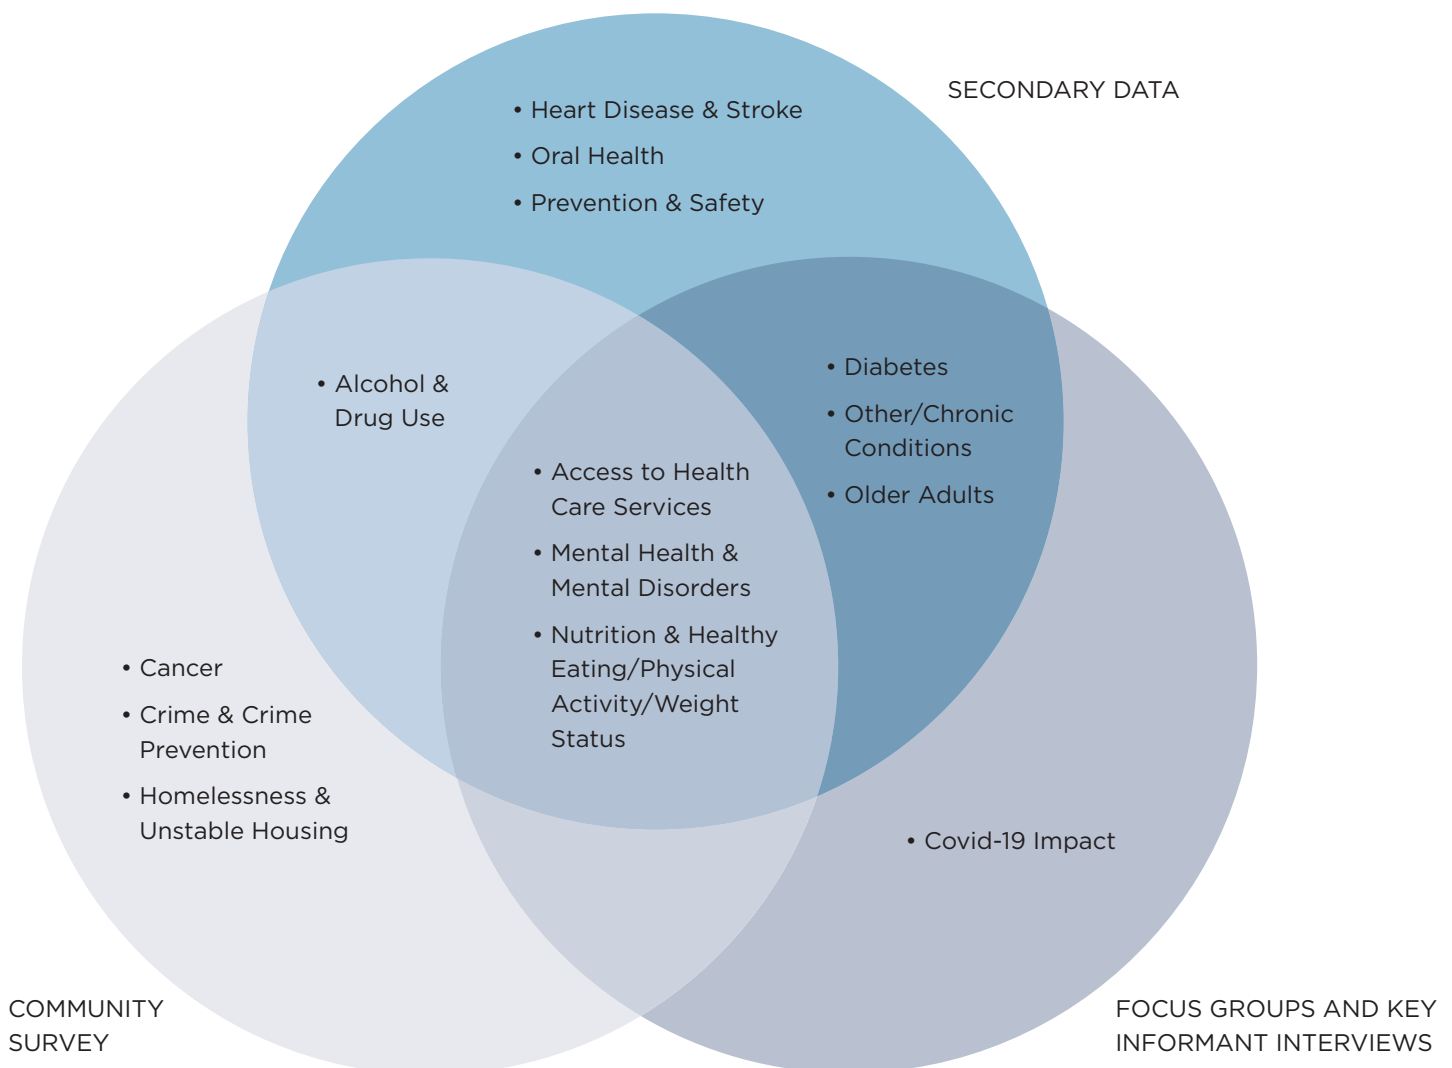 SECONDARY DATA
• Heart Disease & Stroke
• Oral Health
• Prevention & Safety
• Alcohol &
Drug Use
• Diabetes
• Other/Chronic
Conditions
• Older Adults
• Access to Health
Care Services
• Mental Health &
Mental Disorders
• Nutrition & Healthy
Eating/Physical
Activity/Weight
Status
• Cancer
• Crime & Crime
Prevention
• Homelessness &
Unstable Housing
• Covid-19 Impact
COMMUNITY
SURVEY
FOCUS GROUPS AND KEY
INFORMANT INTERVIEWS